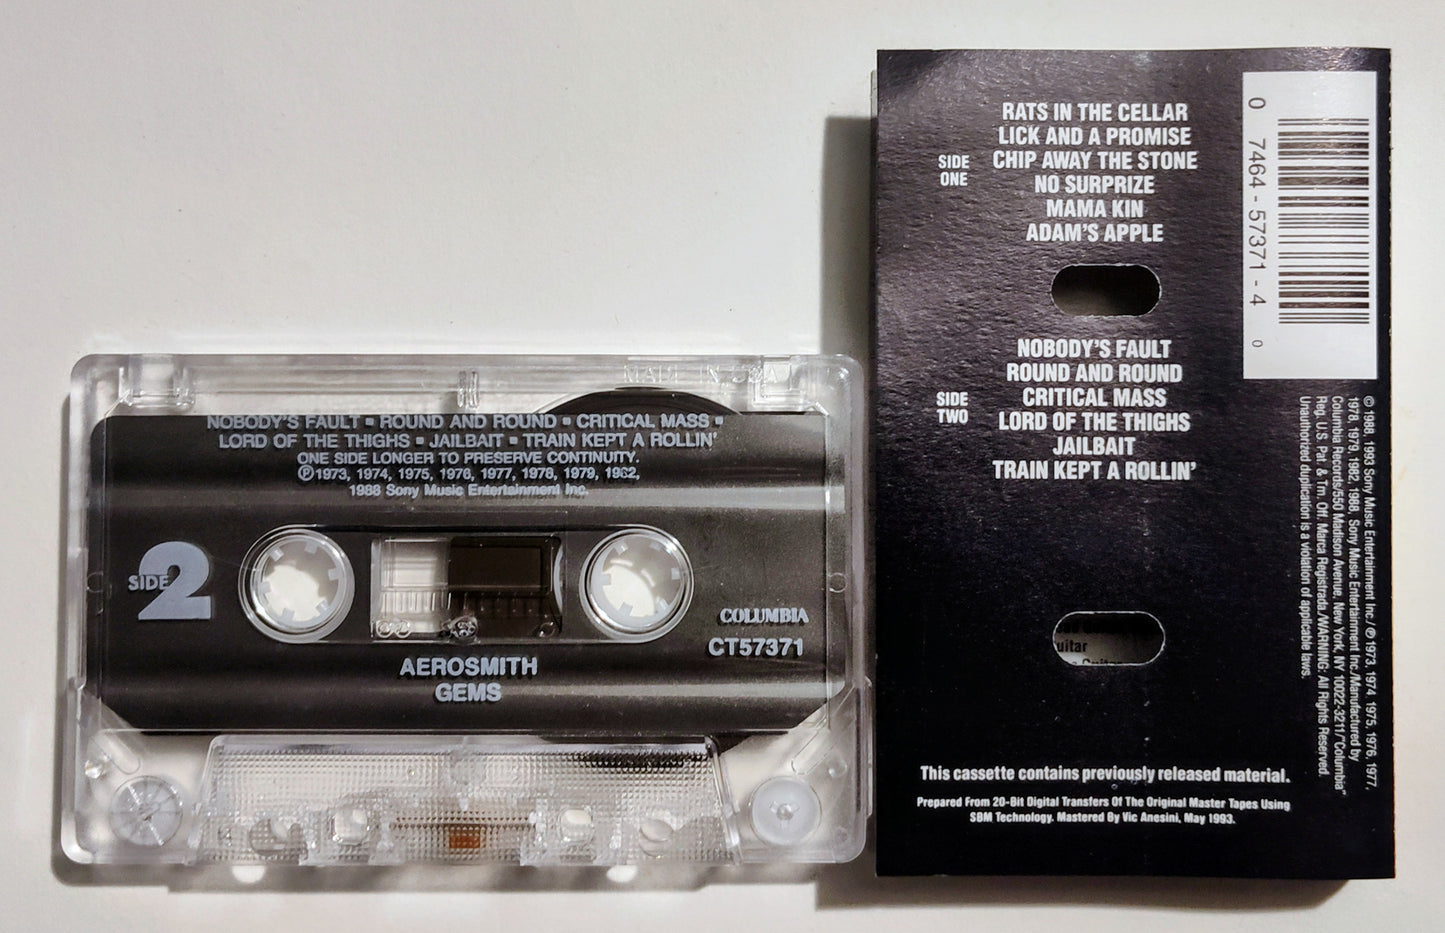 MADE IN USA
NOBODY'S FAULT ▪ ROUND AND ROUND ▪ CRITICAL MASS ▪
LORD OF THE THIGHS ▪ JAILBAIT ▪ TRAIN KEPT A ROLLIN'
ONE SIDE LONGER TO PRESERVE CONTINUITY.
℗1973, 1974, 1975, 1976, 1977, 1978, 1979, 1982,
1988 Sony Music Entertainment Inc.
SIDE 2
COLUMBIA
CT57371
AEROSMITH
GEMS
SIDE
ONE
RATS IN THE CELLAR
LICK AND A PROMISE
CHIP AWAY THE STONE
NO SURPRIZE
MAMA KIN
ADAM'S APPLE
SIDE
TWO
NOBODY'S FAULT
ROUND AND ROUND
CRITICAL MASS
LORD OF THE THIGHS
JAILBAIT
TRAIN KEPT A ROLLIN'
uitar
This cassette contains previously released material.
Prepared From 20-Bit Digital Transfers Of The Original Master Tapes Using
SBM Technology. Mastered By Vic Anesini, May 1993.
0 7464-57371-4 0
© 1988, 1993 Sony Music Entertainment Inc./ ℗ 1973, 1974, 1975, 1976, 1977,
1978, 1979, 1982, 1988, Sony Music Entertainment Inc./Manufactured by
Columbia Records/550 Madison Avenue, New York, NY 10022-3211/"Columbia"
Reg. U.S. Pat. & Tm. Off. Marca Registrada./WARNING: All Rights Reserved.
Unauthorized duplication is a violation of applicable laws.